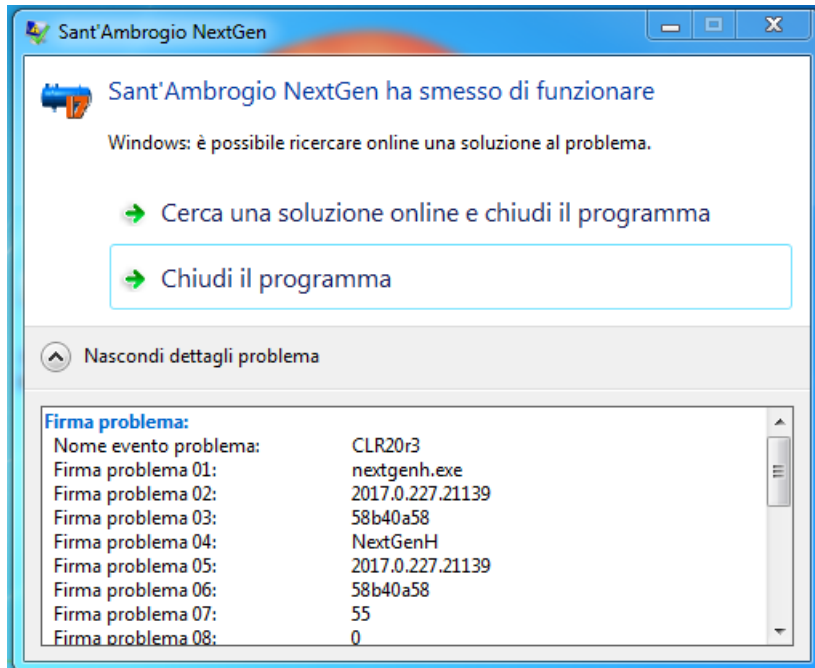 Sant'Ambrogio NextGen
Sant'Ambrogio NextGen ha smesso di funzionare
17
Windows: è possibile ricercare online una soluzione al problema.
Cerca una soluzione online e chiudi il programma
Chiudi il programma
Nascondi dettagli problema
Firma problema:
Nome evento problema: CLR20r3
Firma problema 01: nextgenh.exe
Firma problema 02: 2017.0.227.21139
Firma problema 03: 58b40a58
Firma problema 04: NextGenH
Firma problema 05: 2017.0.227.21139
Firma problema 06: 58b40a58
Firma problema 07: 55
Firma problema 08: 0